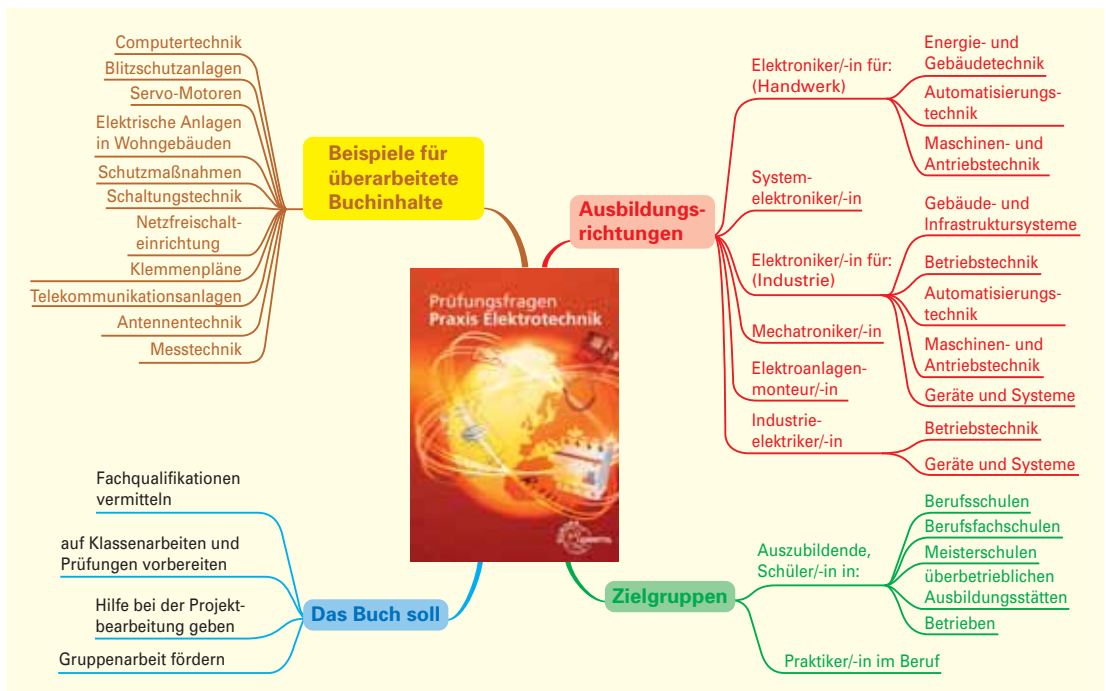 Computertechnik
Blitzschutzanlagen
Servo-Motoren
Elektrische Anlagen
in Wohngebäuden
Schutzmaßnahmen
Schaltungstechnik
Netzfreischalt-
einrichtung
Klemmenpläne
Telekommunikationsanlagen
Antennentechnik
Messtechnik
Beispiele für
überarbeitete
Buchinhalte
Ausbildungs-
richtungen
Elektroniker/-in für:
(Handwerk)
Energie- und
Gebäudetechnik
Automatisierungs-
technik
Maschinen- und
Antriebstechnik
System-
elektroniker/-in
Elektroniker/-in für:
(Industrie)
Gebäude- und
Infrastruktursysteme
Betriebstechnik
Automatisierungs-
technik
Maschinen- und
Antriebstechnik
Geräte und Systeme
Mechatroniker/-in
Elektroanlagen-
monteur/-in
Industrie-
elektriker/-in
Betriebstechnik
Geräte und Systeme
Prüfungsfragen
Praxis Elektrotechnik
Fachqualifikationen
vermitteln
auf Klassenarbeiten und
Prüfungen vorbereiten
Hilfe bei der Projekt-
bearbeitung geben
Gruppenarbeit fördern
Das Buch soll
Zielgruppen
Auszubildende,
Schüler/-in in:
Berufsschulen
Berufsfachschulen
Meisterschulen
überbetrieblichen
Ausbildungsstätten
Betrieben
Praktiker/-in im Beruf